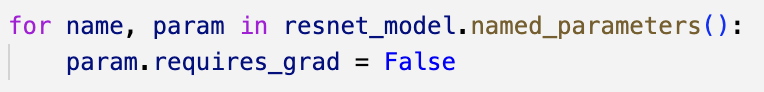 for name, param in resnet_model.named_parameters():
    param.requires_grad = False